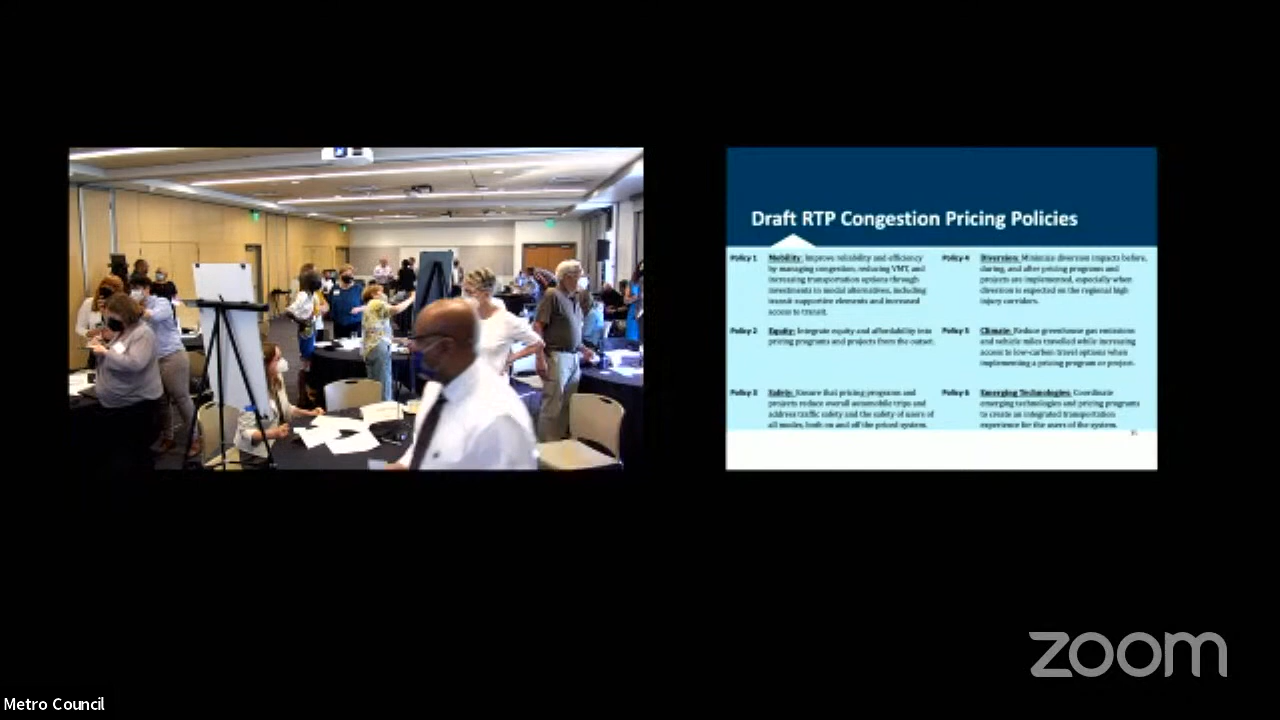 Draft RTP Congestion Pricing Policies
Policy 1
Mobility: Improve reliability and efficiency
by managing congestion, reducing VMT, and
increasing transportation options through
investments in modal alternatives, including
transit-supportive elements and increased
access to transit.
Policy 2
Equity: Integrate equity and affordability into
pricing programs and projects from the outset.
Policy 3
Safety: Ensure that pricing programs and
projects reduce overall automobile trips and
address traffic safety and the safety of users of
all modes, both on and off the priced system.
Policy 4
Diversion: Minimize diversion impacts before,
during, and after pricing programs and
projects are implemented, especially when
diversion is expected on the regional high
injury corridors.
Policy 5
Climate: Reduce greenhouse gas emissions
and vehicle miles travelled while increasing
access to low-carbon travel options when
implementing a pricing program or project.
Policy 6
Emerging Technologies: Coordinate
emerging technologies and pricing programs
to create an integrated transportation
experience for the users of the system.
zoom
Metro Council